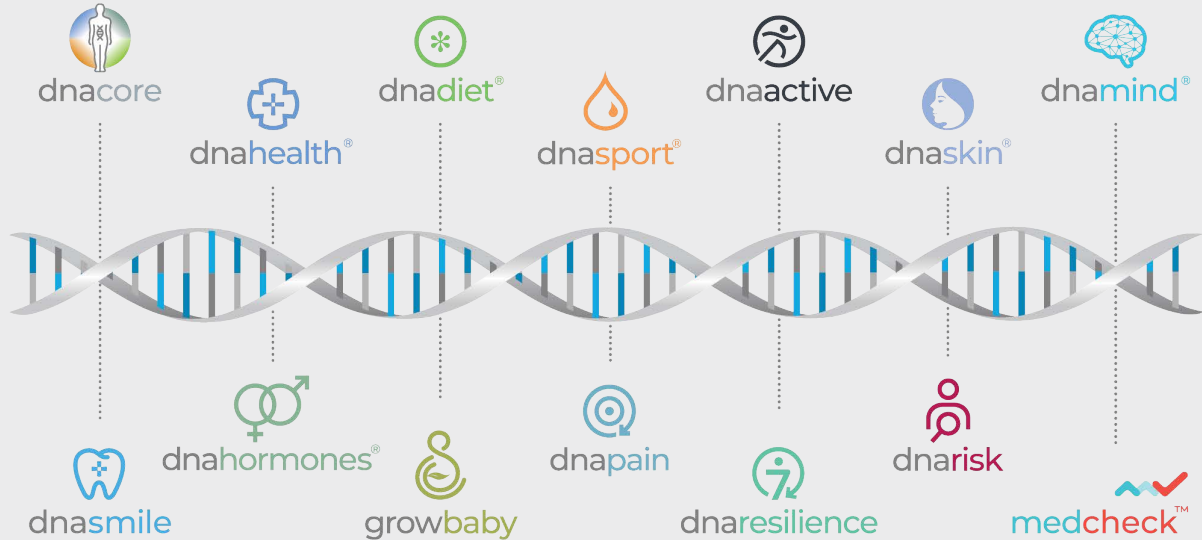 dnacore
dnahealth®
dnadiet®
dnasport®
dnaactive
dnaskin®
dnamind®
dnasmile
dnahormones®
growbaby
dnapain
dnaresilience
dnarisk
medcheck™